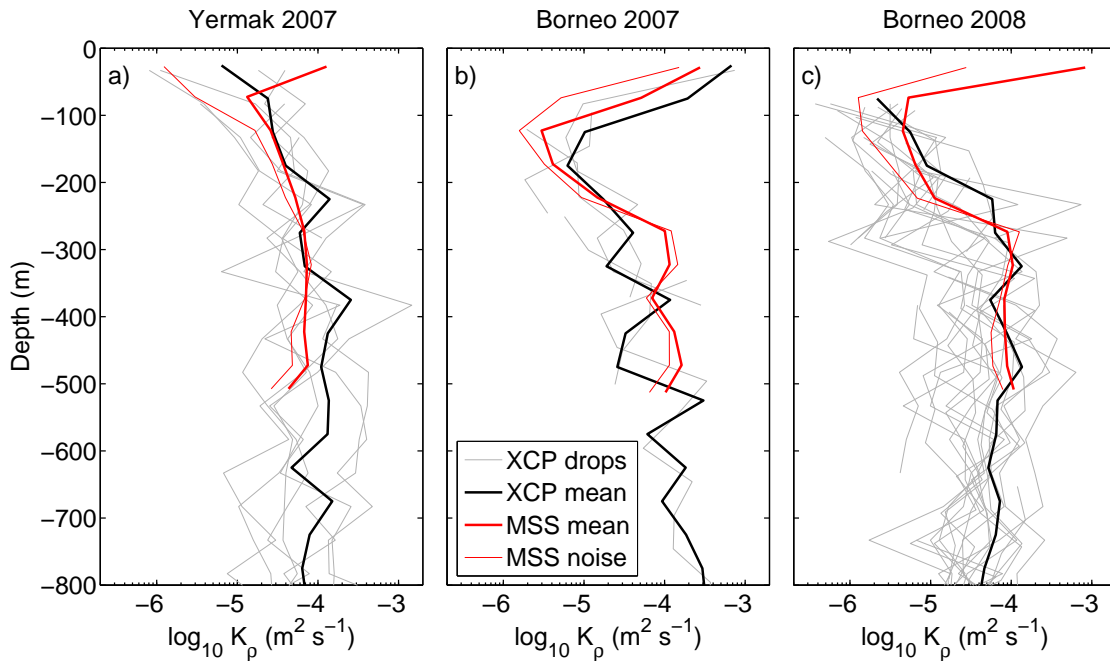 Yermak 2007
Borneo 2007
Borneo 2008
a)
b)
c)
Depth (m)
0
−100
−200
−300
−400
−500
−600
−700
−800
XCP drops
XCP mean
MSS mean
MSS noise
−6 −5 −4 −3
−6 −5 −4 −3
−6 −5 −4 −3
log₁₀ Kᵨ (m² s⁻¹)
log₁₀ Kᵨ (m² s⁻¹)
log₁₀ Kᵨ (m² s⁻¹)